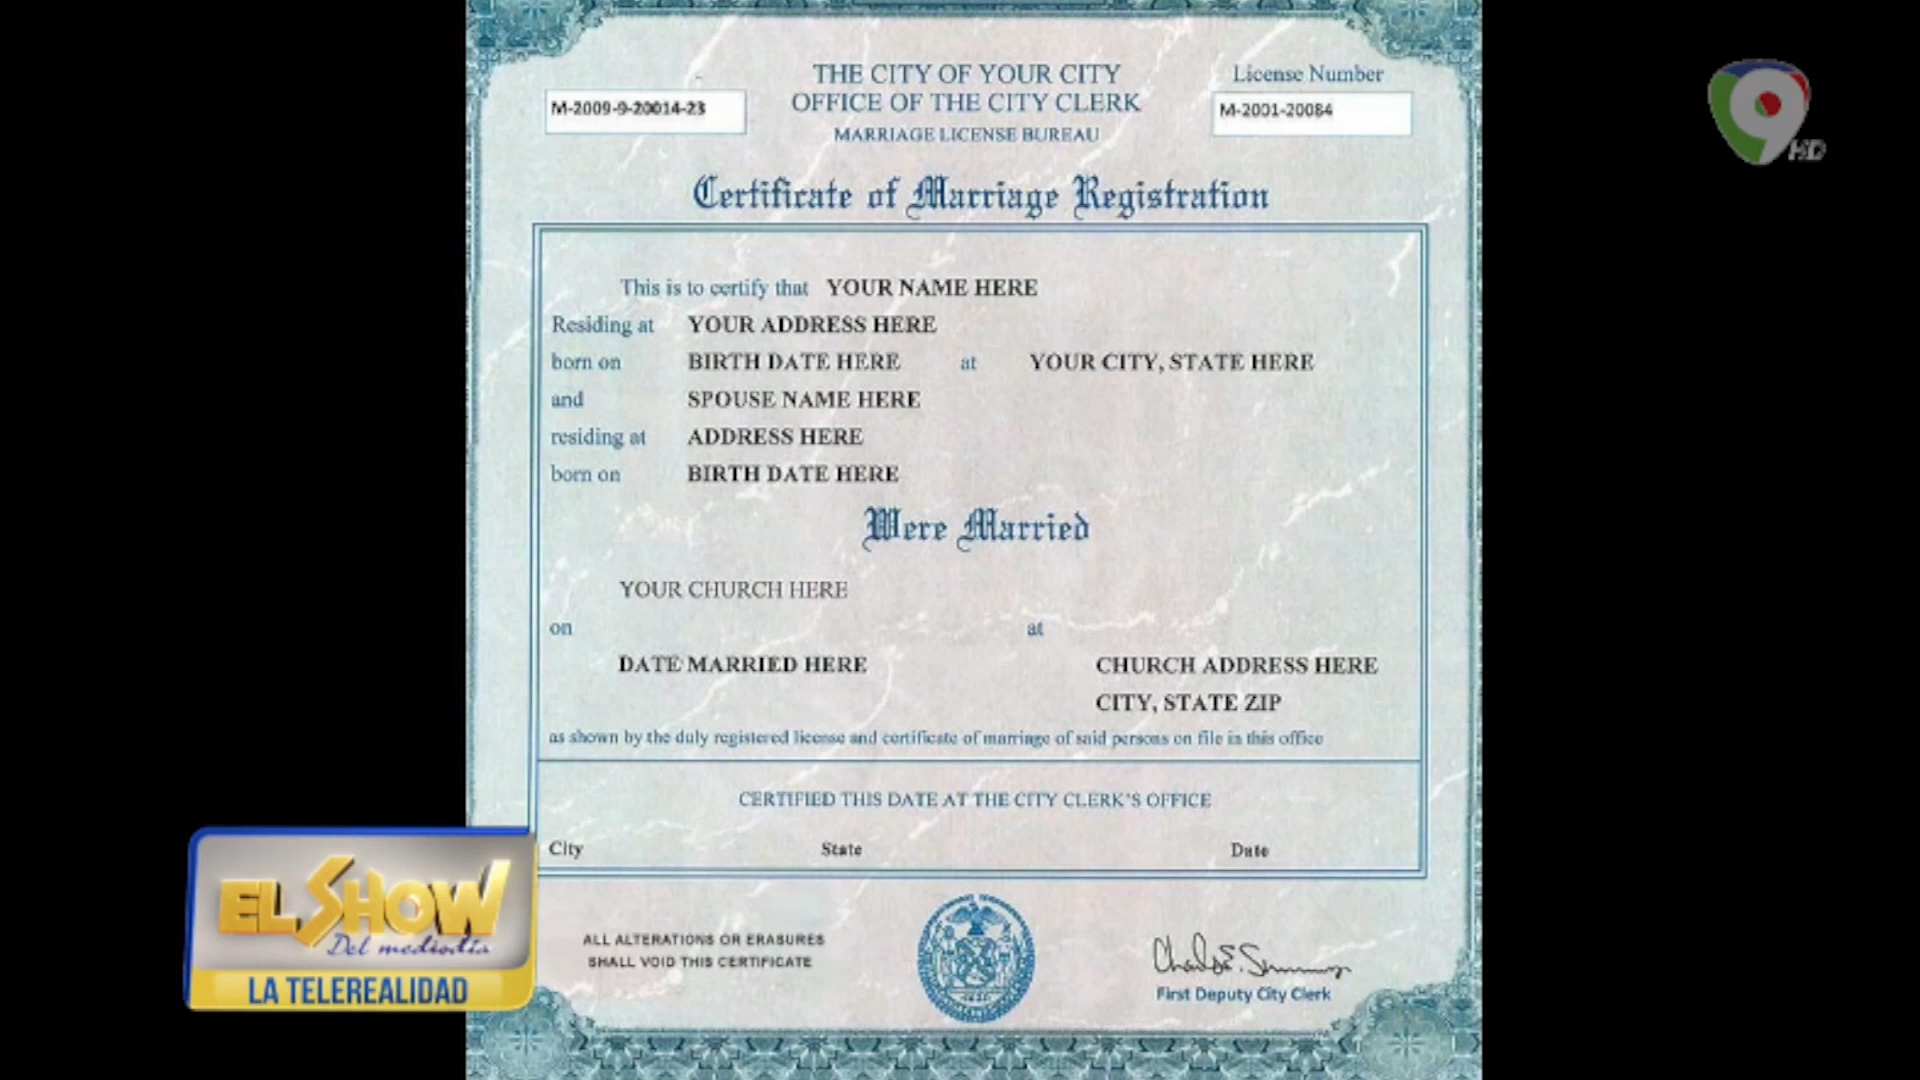 THE CITY OF YOUR CITY
OFFICE OF THE CITY CLERK
MARRIAGE LICENSE BUREAU
M-2009-9-20014-23
License Number
M-2001-20084
9
HD
Certificate of Marriage Registration
This is to certify that YOUR NAME HERE
Residing at YOUR ADDRESS HERE
born on BIRTH DATE HERE at YOUR CITY, STATE HERE
and SPOUSE NAME HERE
residing at ADDRESS HERE
born on BIRTH DATE HERE
Were Married
YOUR CHURCH HERE
on at
DATE MARRIED HERE CHURCH ADDRESS HERE
CITY, STATE ZIP
as shown by the duly registered license and certificate of marriage of said persons on file in this office
CERTIFIED THIS DATE AT THE CITY CLERK'S OFFICE
City State Date
ALL ALTERATIONS OR ERASURES
SHALL VOID THIS CERTIFICATE
First Deputy City Clerk
EL SHOW
Del mediodía
LA TELEREALIDAD